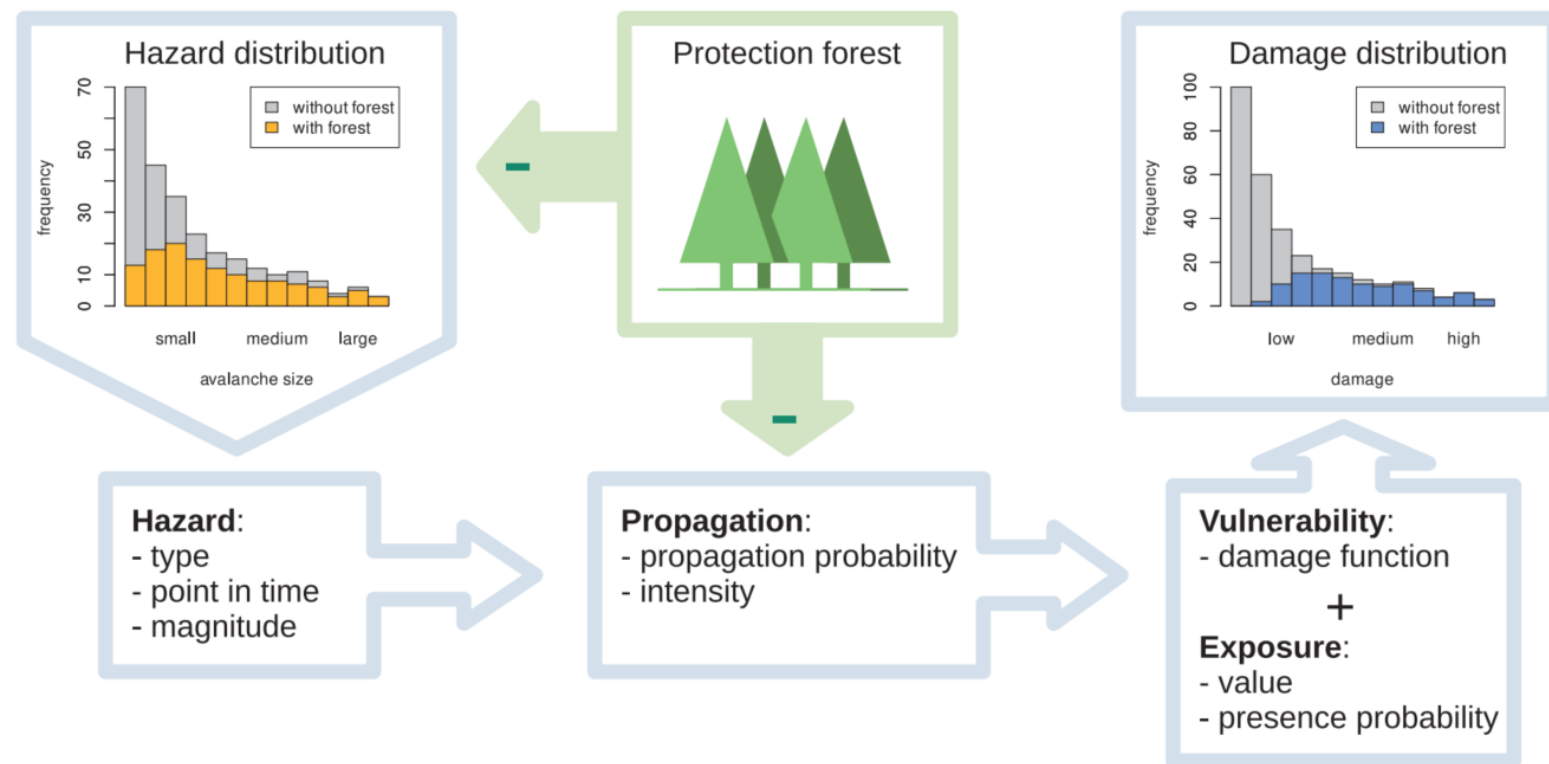 Hazard distribution
70
50
30
10
0
frequency
without forest
with forest
small medium large
avalanche size
Protection forest
-
-
Damage distribution
100
80
60
40
20
0
frequency
without forest
with forest
low medium high
damage
Hazard:
- type
- point in time
- magnitude
Propagation:
- propagation probability
- intensity
Vulnerability:
- damage function
+
Exposure:
- value
- presence probability